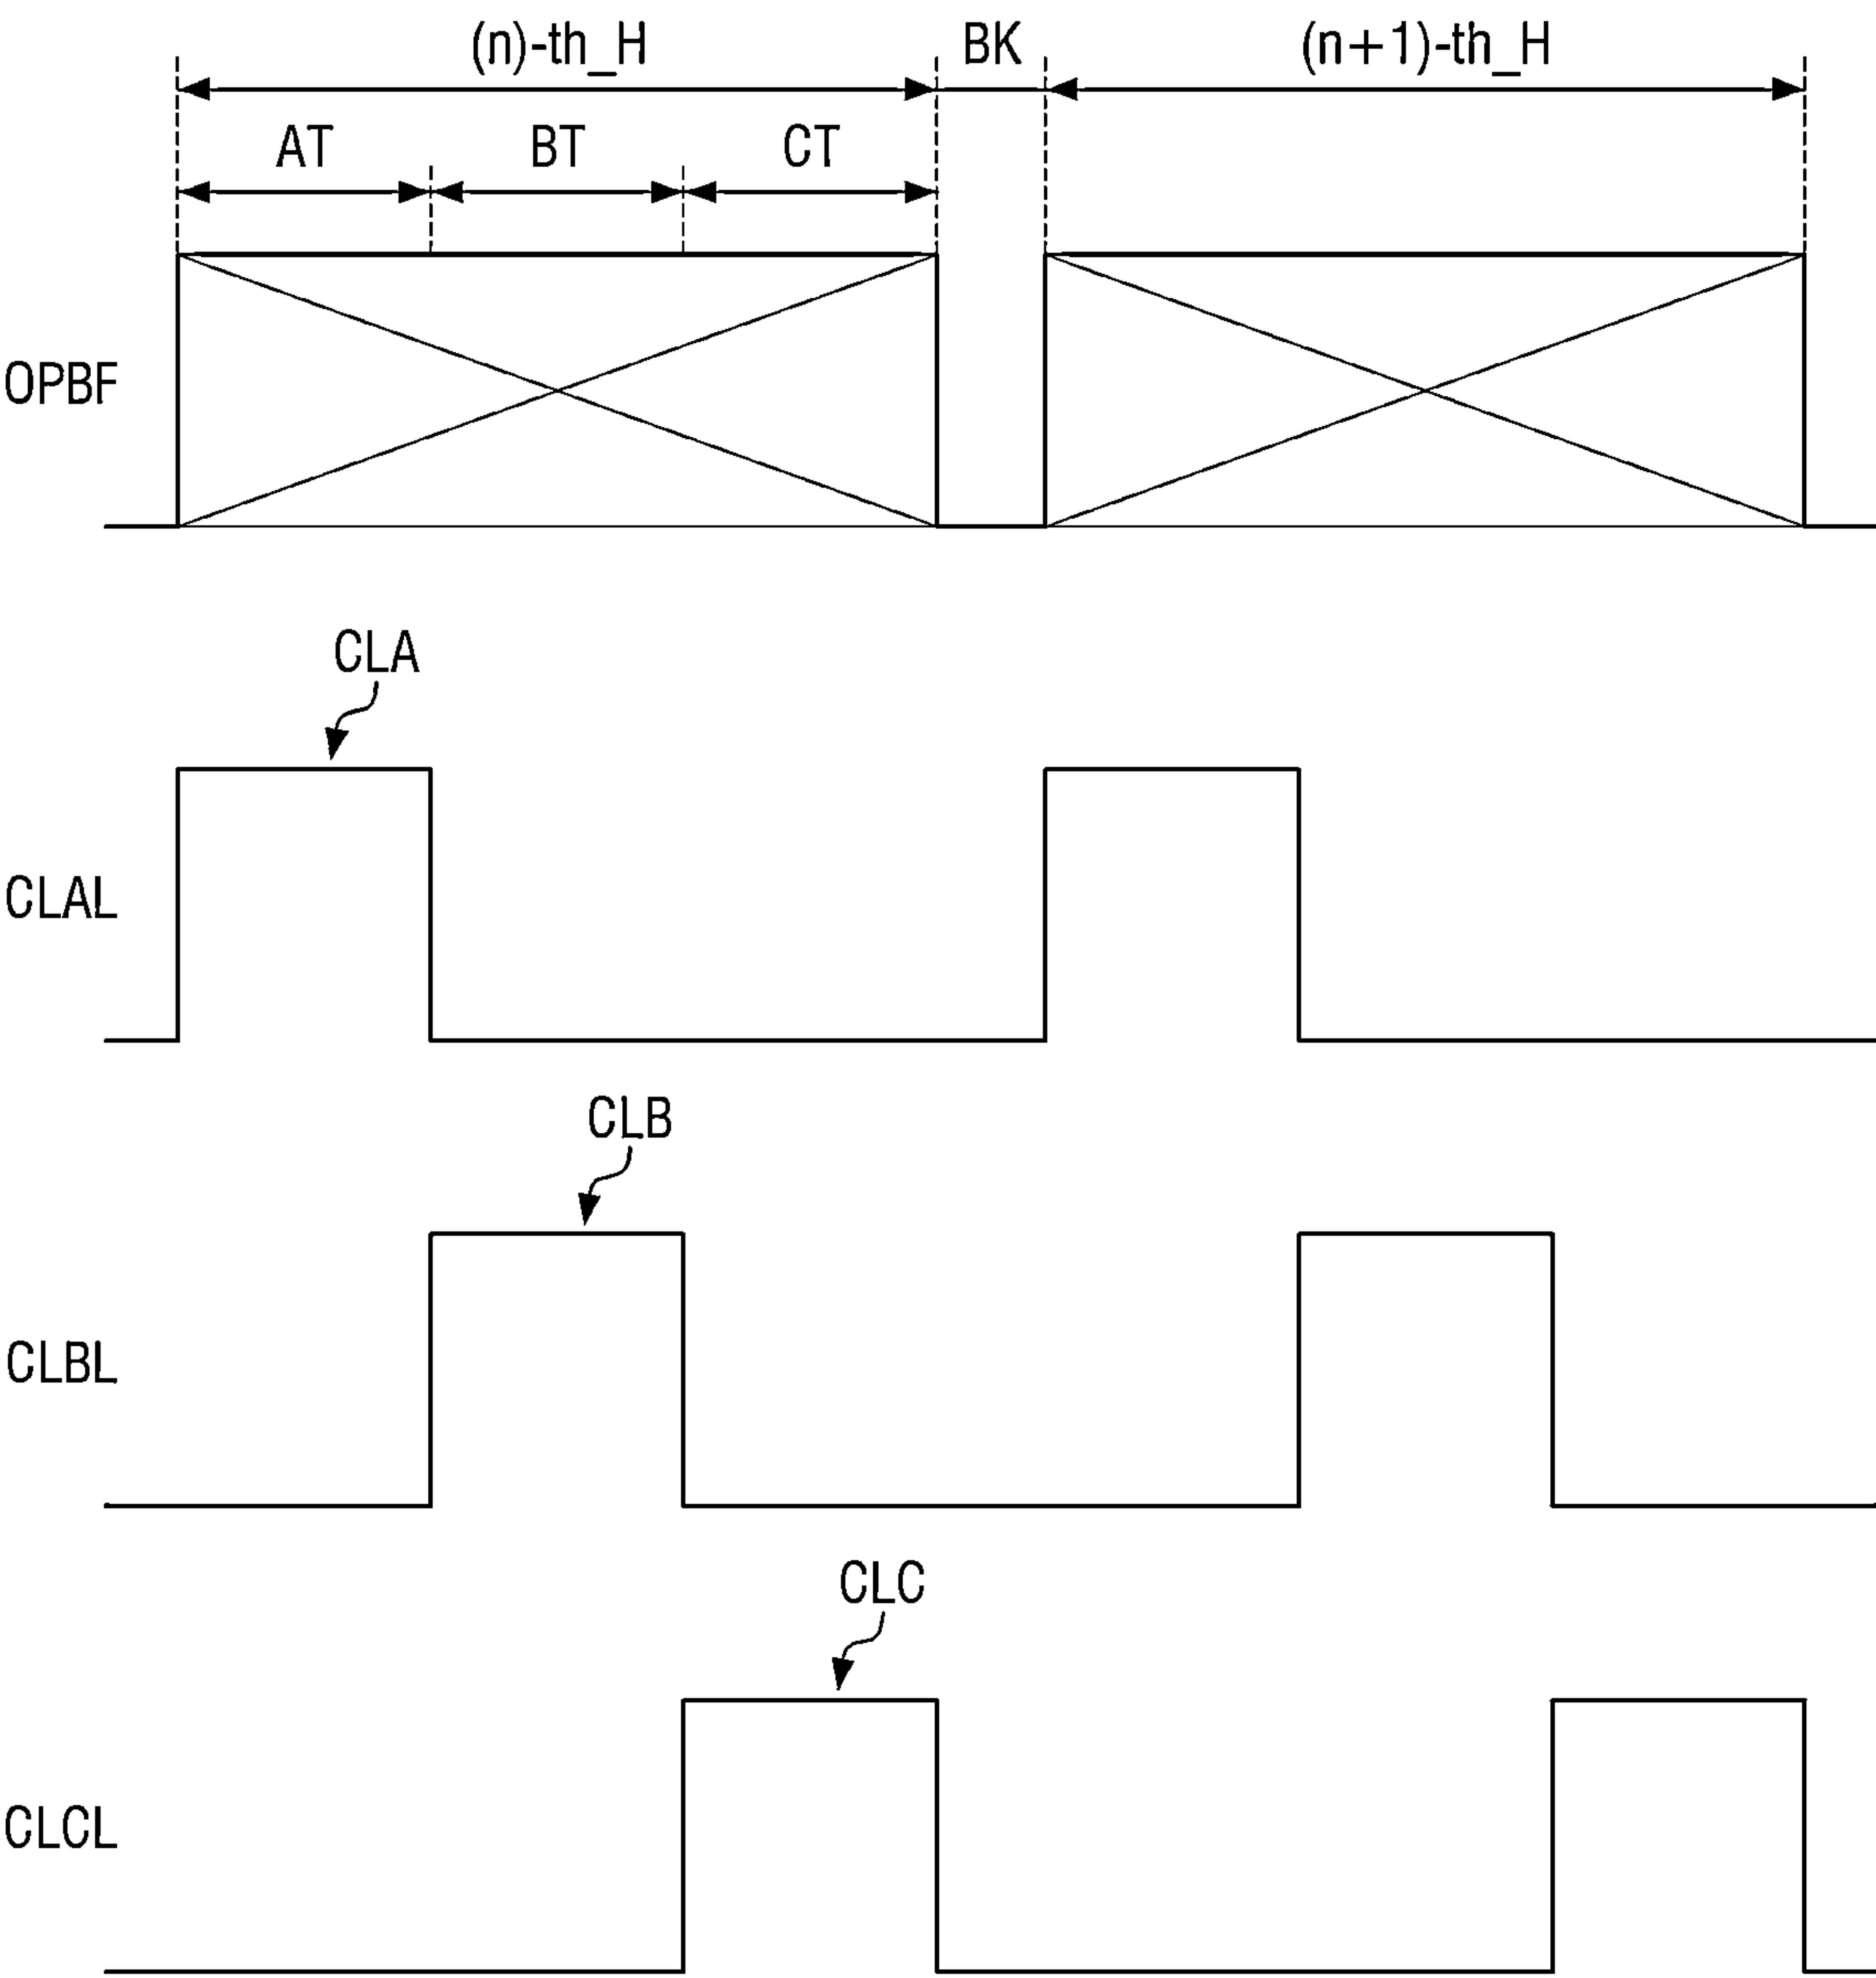 (n)-th_H
BK
(n+1)-th_H
AT
BT
CT
OPBF
CLA
CLAL
CLB
CLBL
CLC
CLCL